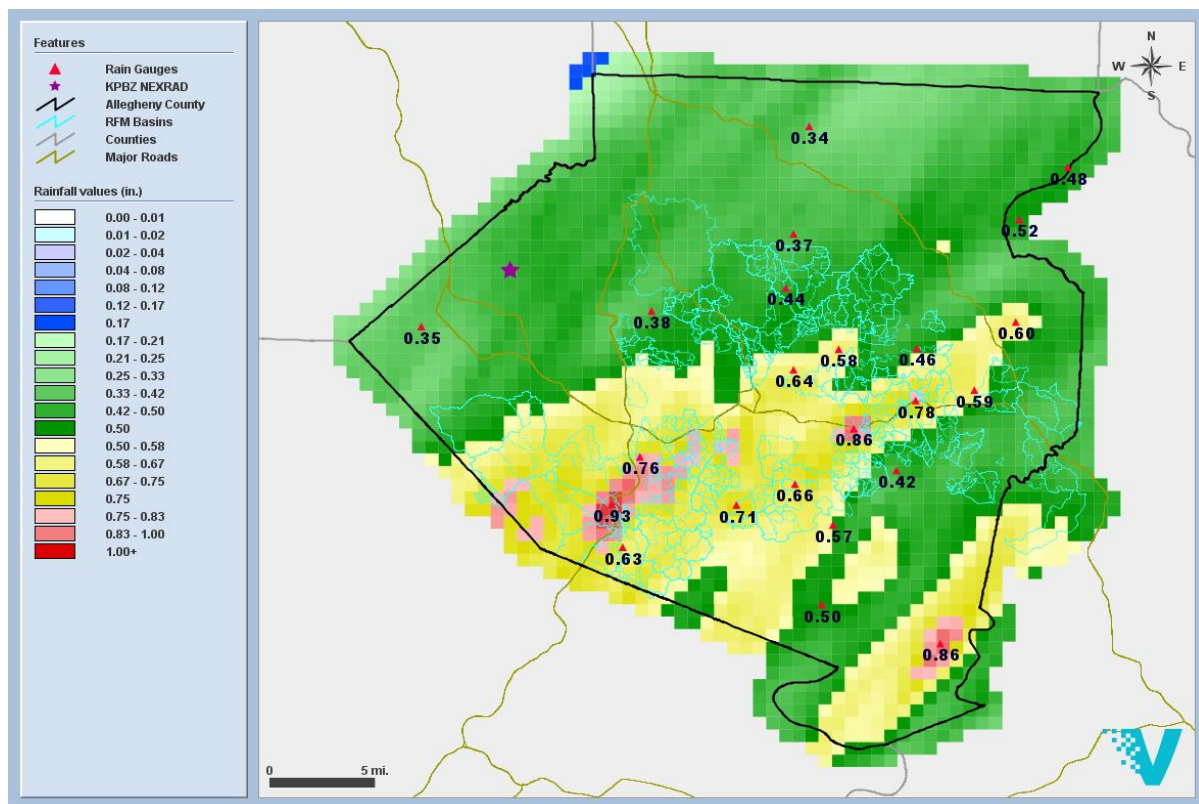 Features
Rain Gauges
KPBZ NEXRAD
Allegheny County
RFM Basins
Counties
Major Roads
Rainfall values (in.)
0.00 - 0.01
0.01 - 0.02
0.02 - 0.04
0.04 - 0.08
0.08 - 0.12
0.12 - 0.17
0.17
0.17 - 0.21
0.21 - 0.25
0.25 - 0.33
0.33 - 0.42
0.42 - 0.50
0.50
0.50 - 0.58
0.58 - 0.67
0.67 - 0.75
0.75
0.75 - 0.83
0.83 - 1.00
1.00+
N
W E
S
0.34
0.48
0.52
0.37
0.44
0.38
0.35
0.60
0.58
0.46
0.64
0.59
0.78
0.86
0.76
0.42
0.66
0.93
0.71
0.57
0.63
0.50
0.86
0 5 mi.
V